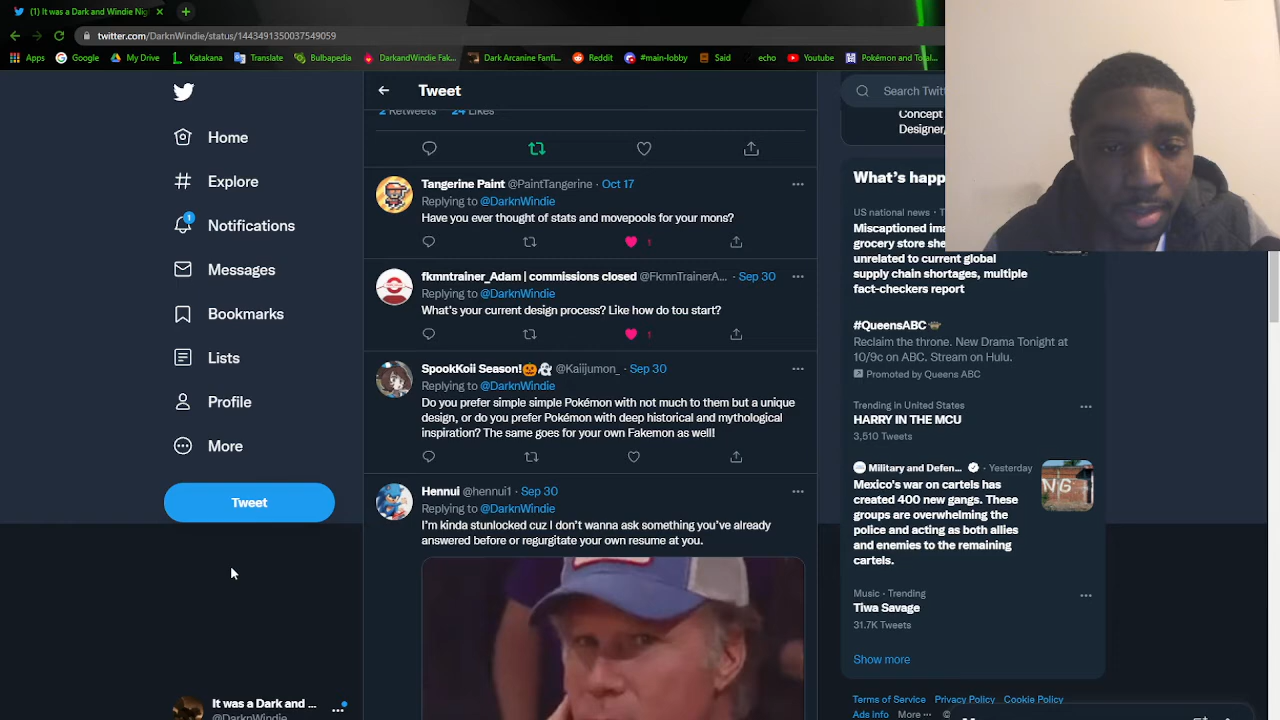 (1) It was a Dark and Windie Nig
twitter.com/DarknWindie/status/1443491350037549059
Apps Google My Drive Katakana Translate Bulbapedia DarkandWindie Fak... Dark Arcanine Fanfi... Reddit #main-lobby Said echo Youtube Pokémon and Total...
Home
Explore
1
Notifications
Messages
Bookmarks
Lists
Profile
More
Tweet
It was a Dark and ...
@DarknWindie
Tweet
2 Retweets 24 Likes
Tangerine Paint @PaintTangerine · Oct 17
Replying to @DarknWindie
Have you ever thought of stats and movepools for your mons?
1
fkmntrainer_Adam | commissions closed @FkmnTrainerA... · Sep 30
Replying to @DarknWindie
What's your current design process? Like how do tou start?
1
SpookKoii Season! @Kaiijumon_ · Sep 30
Replying to @DarknWindie
Do you prefer simple simple Pokémon with not much to them but a unique
design, or do you prefer Pokémon with deep historical and mythological
inspiration? The same goes for your own Fakemon as well!
Hennui @hennui1 · Sep 30
Replying to @DarknWindie
I'm kinda stunlocked cuz I don't wanna ask something you've already
answered before or regurgitate your own resume at you.
Search Twit
Concept
Designer/
What's happ
US national news ·
Miscaptioned ima
grocery store she
unrelated to current global
supply chain shortages, multiple
fact-checkers report
#QueensABC
Reclaim the throne. New Drama Tonight at
10/9c on ABC. Stream on Hulu.
Promoted by Queens ABC
Trending in United States
HARRY IN THE MCU
3,510 Tweets
Military and Defen... · Yesterday
Mexico's war on cartels has
created 400 new gangs. These
groups are overwhelming the
police and acting as both allies
and enemies to the remaining
cartels.
NG
Music · Trending
Tiwa Savage
31.7K Tweets
Show more
Terms of Service Privacy Policy Cookie Policy
Ads info More ··· ©